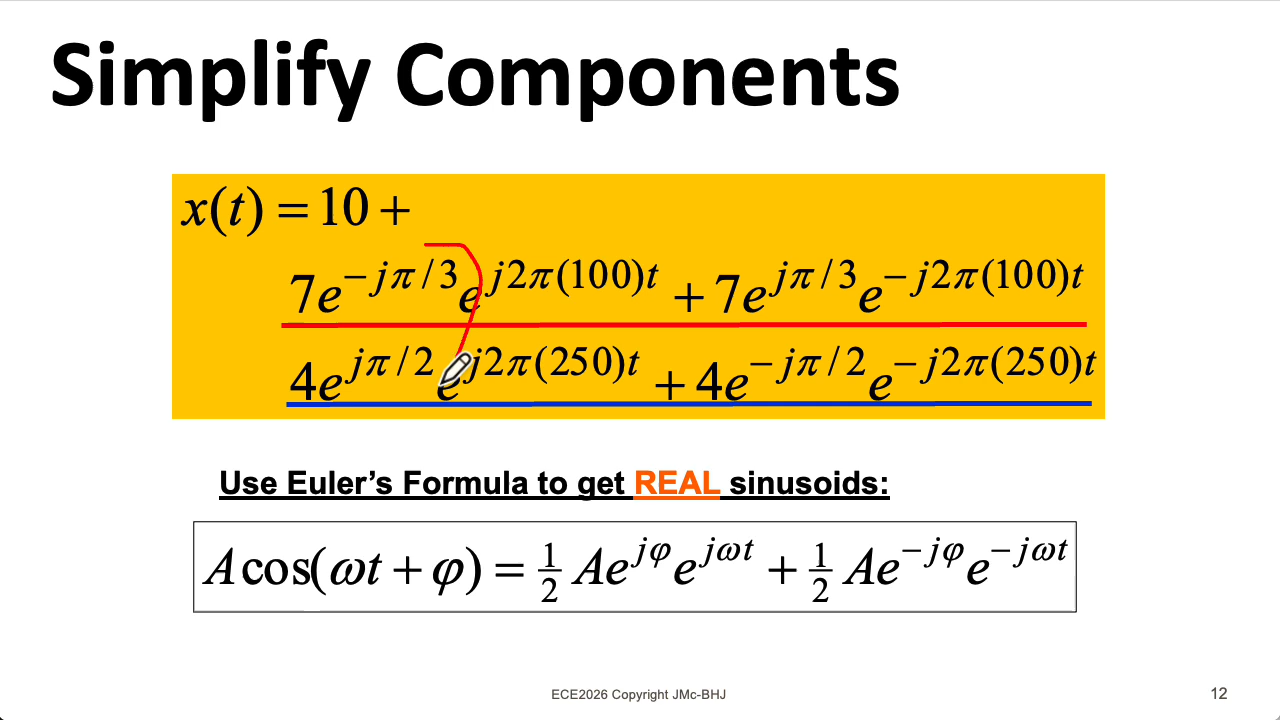 Simplify Components
x(t) = 10 +
7e^{-jπ/3}e^{j2π(100)t} + 7e^{jπ/3}e^{-j2π(100)t}
4e^{jπ/2}e^{j2π(250)t} + 4e^{-jπ/2}e^{-j2π(250)t}
Use Euler’s Formula to get REAL sinusoids:
A cos(ωt + φ) = ½ Ae^{jφ}e^{jωt} + ½ Ae^{-jφ}e^{-jωt}
ECE2026 Copyright JMc-BHJ
12